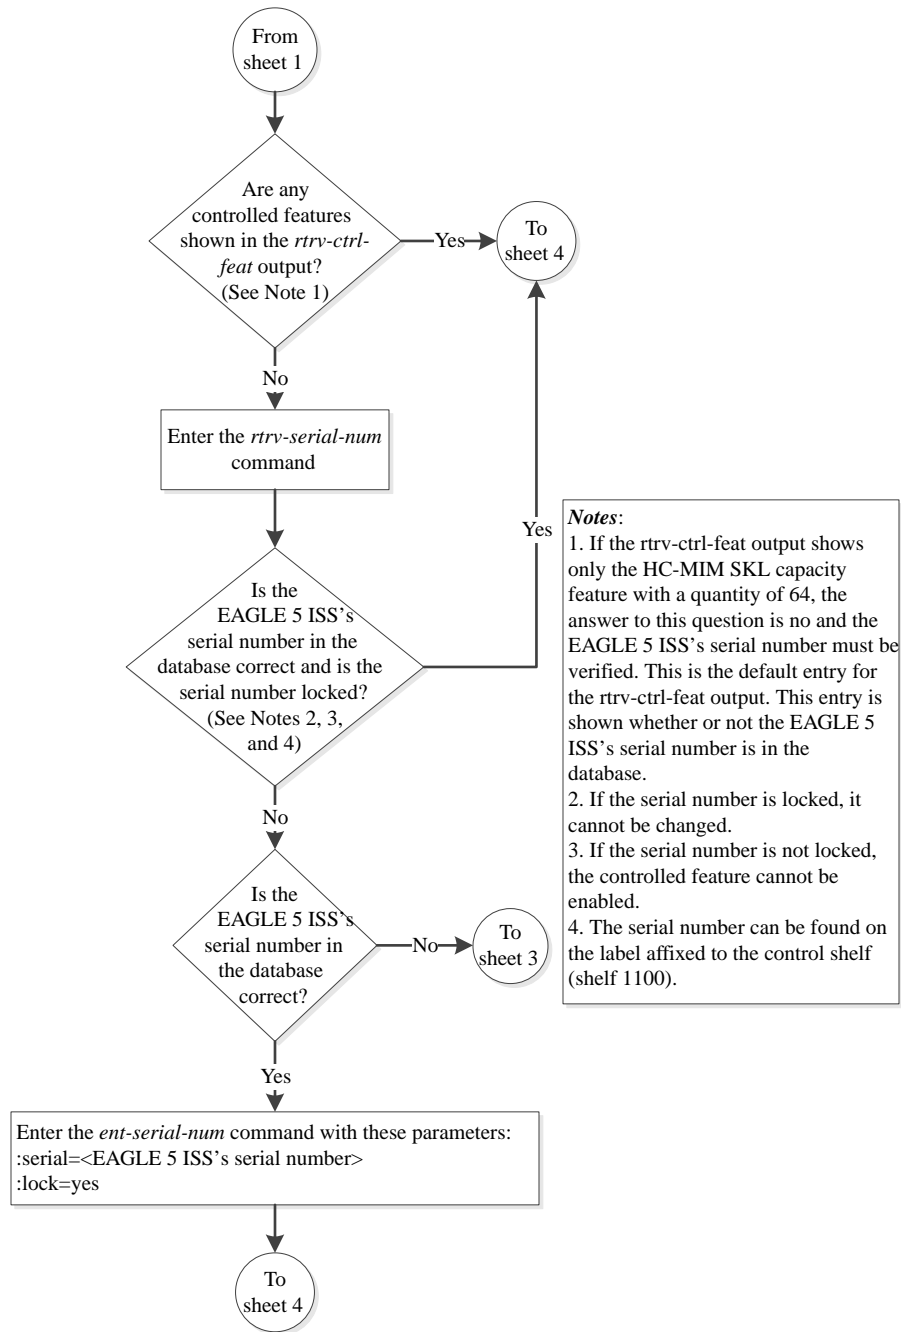 From
sheet 1
Are any
controlled features
shown in the rtrv-ctrl-
feat output?
(See Note 1)
Yes
To
sheet 4
No
Enter the rtrv-serial-num
command
Is the
EAGLE 5 ISS’s
serial number in the
database correct and is the
serial number locked?
(See Notes 2, 3,
and 4)
Yes
No
Is the
EAGLE 5 ISS’s
serial number in
the database
correct?
No
To
sheet 3
Yes
Enter the ent-serial-num command with these parameters:
:serial=<EAGLE 5 ISS’s serial number>
:lock=yes
To
sheet 4
Notes:
1. If the rtrv-ctrl-feat output shows
only the HC-MIM SKL capacity
feature with a quantity of 64, the
answer to this question is no and the
EAGLE 5 ISS’s serial number must be
verified. This is the default entry for
the rtrv-ctrl-feat output. This entry is
shown whether or not the EAGLE 5
ISS’s serial number is in the
database.
2. If the serial number is locked, it
cannot be changed.
3. If the serial number is not locked,
the controlled feature cannot be
enabled.
4. The serial number can be found on
the label affixed to the control shelf
(shelf 1100).